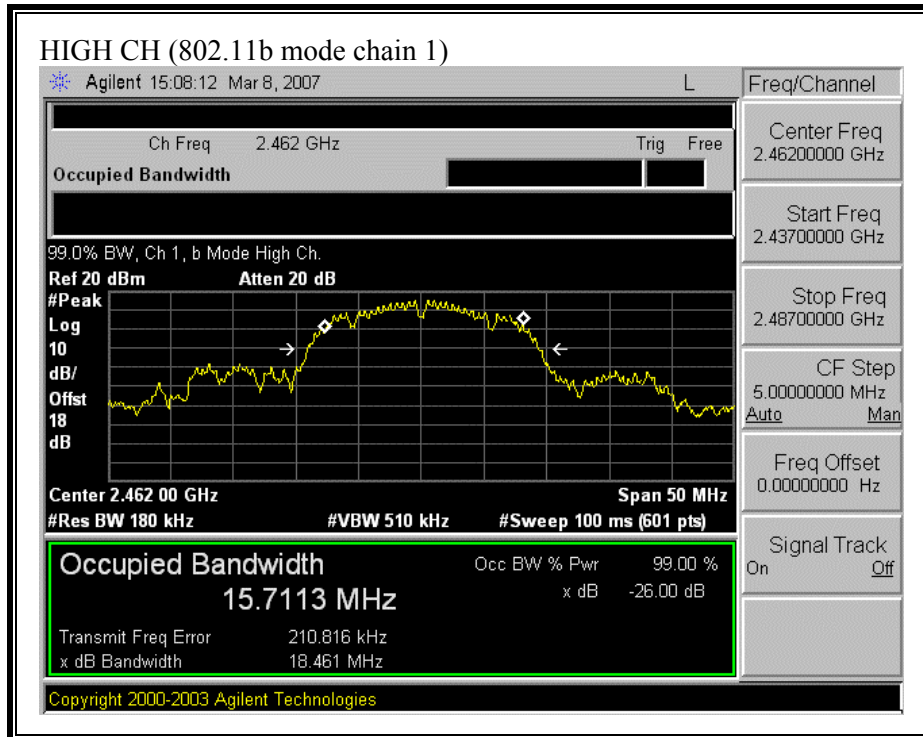 HIGH CH (802.11b mode chain 1)
Agilent 15:08:12 Mar 8, 2007 L
Freq/Channel
Ch Freq 2.462 GHz Trig Free
Occupied Bandwidth
Center Freq
2.46200000 GHz
Start Freq
2.43700000 GHz
Stop Freq
2.48700000 GHz
CF Step
5.00000000 MHz
Auto Man
Freq Offset
0.00000000 Hz
Signal Track
On Off
99.0% BW, Ch 1, b Mode High Ch.
Ref 20 dBm Atten 20 dB
#Peak
Log
10
dB/
Offst
18
dB
Center 2.462 00 GHz Span 50 MHz
#Res BW 180 kHz #VBW 510 kHz #Sweep 100 ms (601 pts)
Occupied Bandwidth
15.7113 MHz
Occ BW % Pwr 99.00 %
x dB -26.00 dB
Transmit Freq Error 210.816 kHz
x dB Bandwidth 18.461 MHz
Copyright 2000-2003 Agilent Technologies